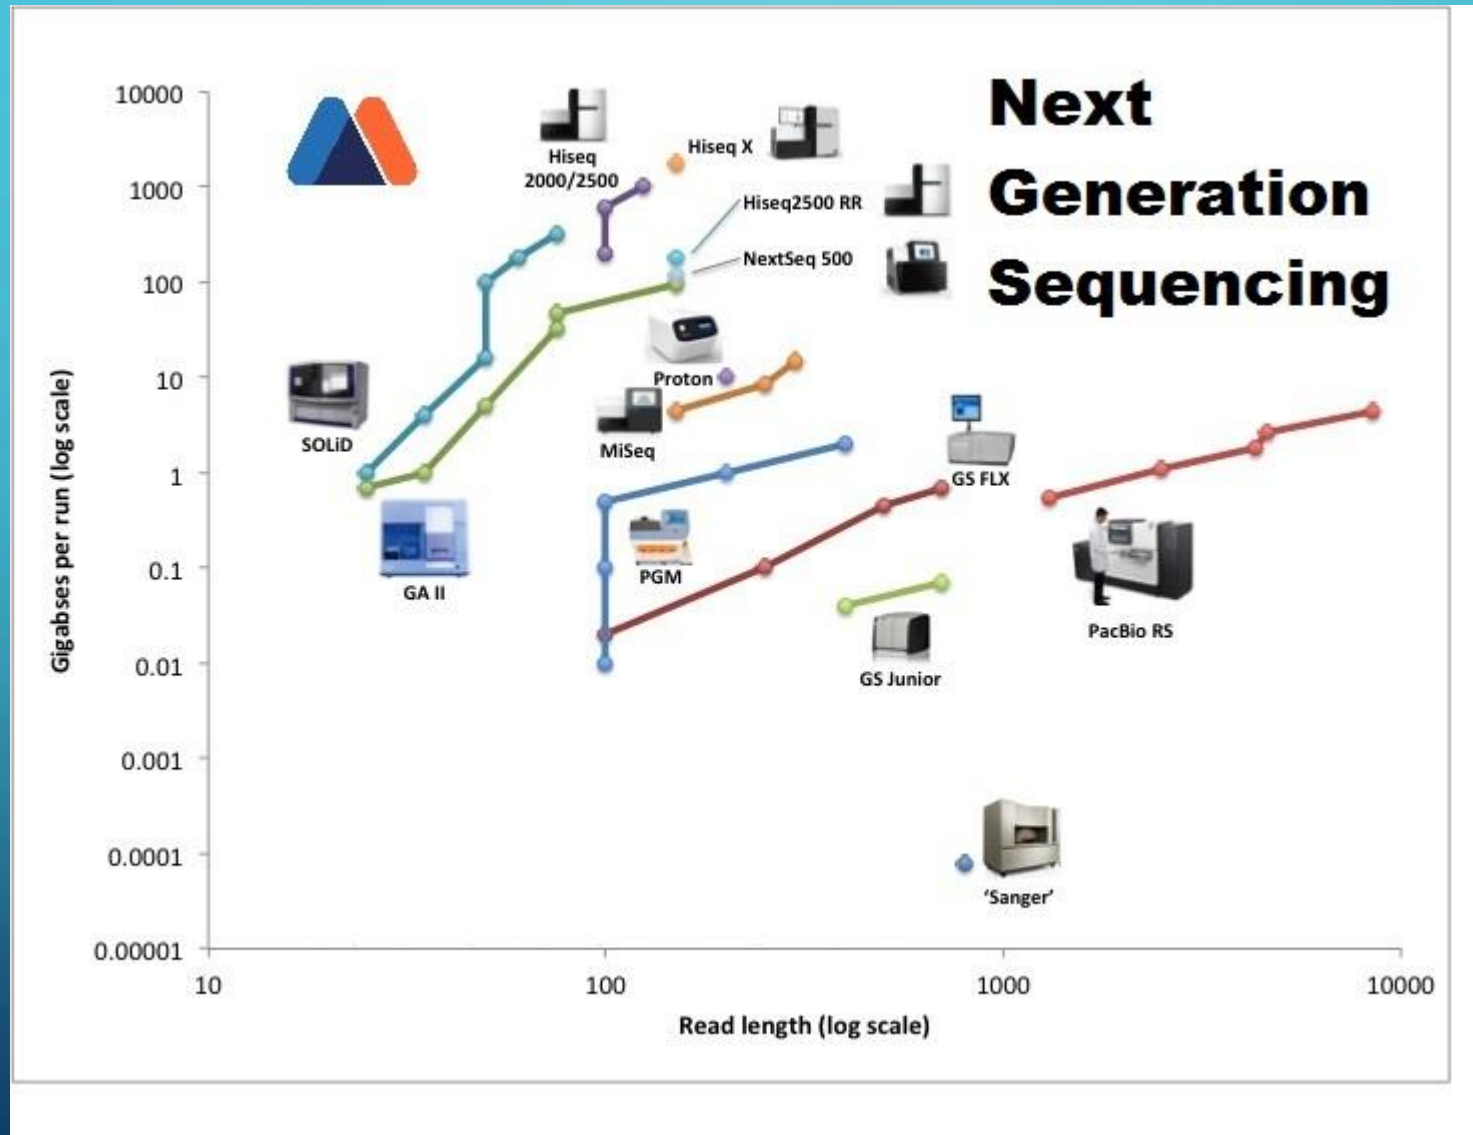 Next
Generation
Sequencing
10000
1000
100
10
1
0.1
0.01
0.001
0.0001
0.00001
Gigabses per run (log scale)
Hiseq
2000/2500
Hiseq X
Hiseq2500 RR
NextSeq 500
Proton
MiSeq
SOLiD
GS FLX
GA II
PGM
PacBio RS
GS Junior
‘Sanger’
10
100
1000
10000
Read length (log scale)